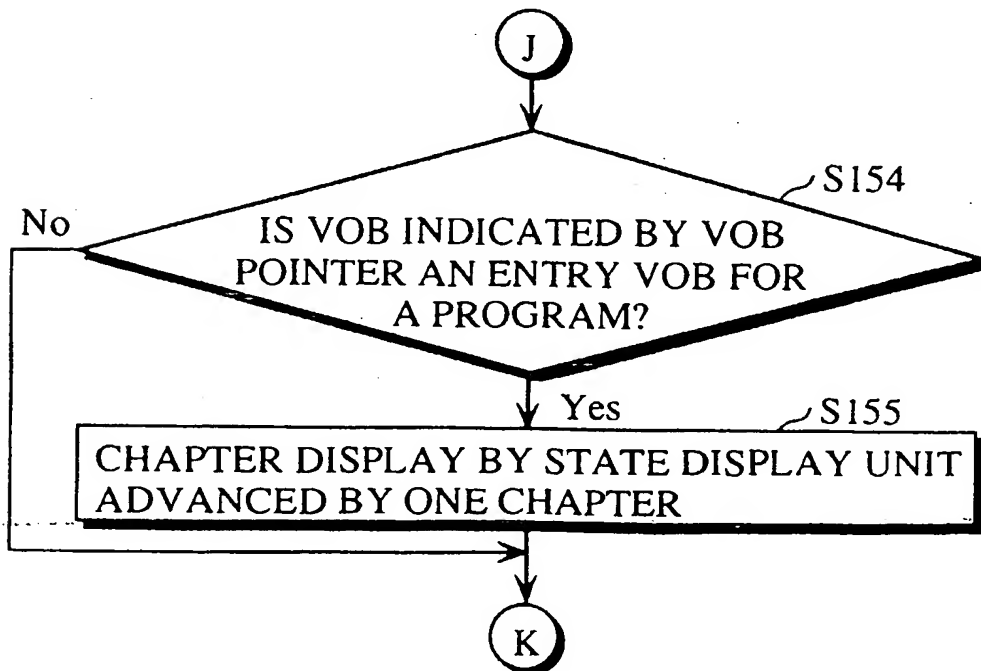 J
S154
No
IS VOB INDICATED BY VOB
POINTER AN ENTRY VOB FOR
A PROGRAM?
Yes
S155
CHAPTER DISPLAY BY STATE DISPLAY UNIT
ADVANCED BY ONE CHAPTER
K